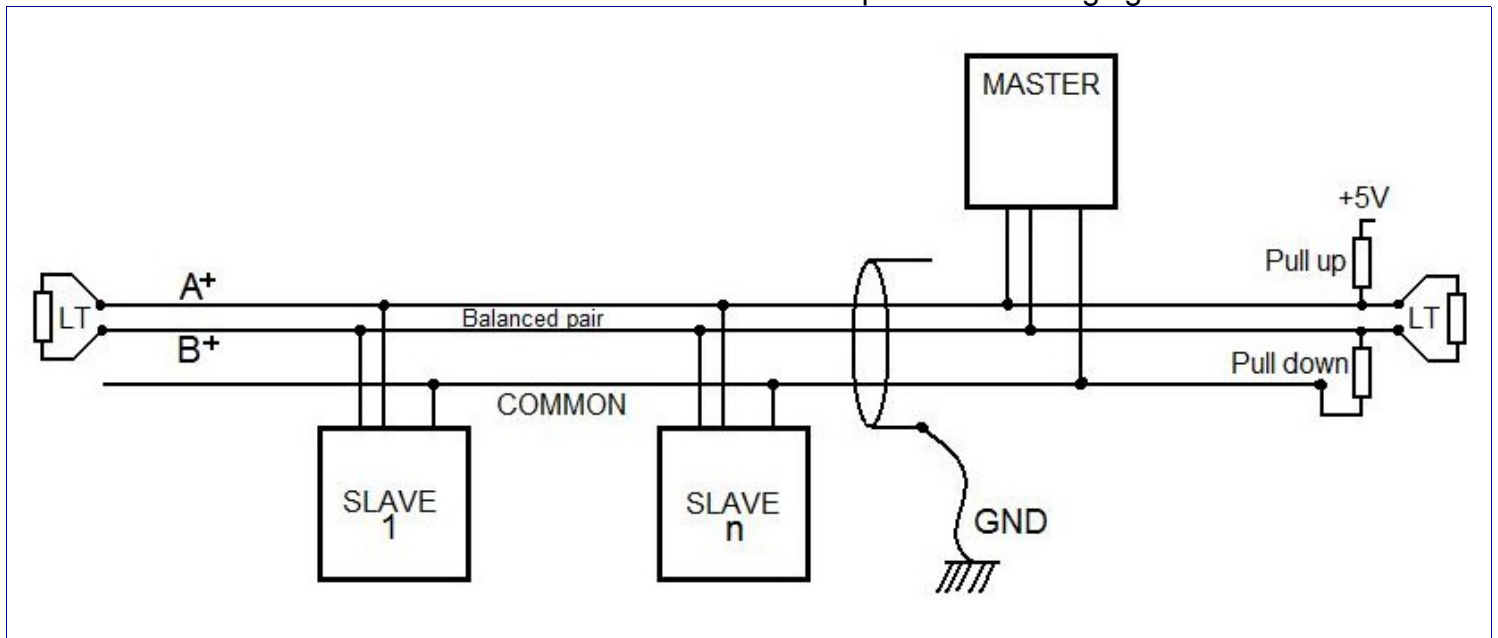 MASTER
+5V
Pull up
A+
LT
Balanced pair
LT
B+
Pull down
COMMON
SLAVE
1
SLAVE
n
GND